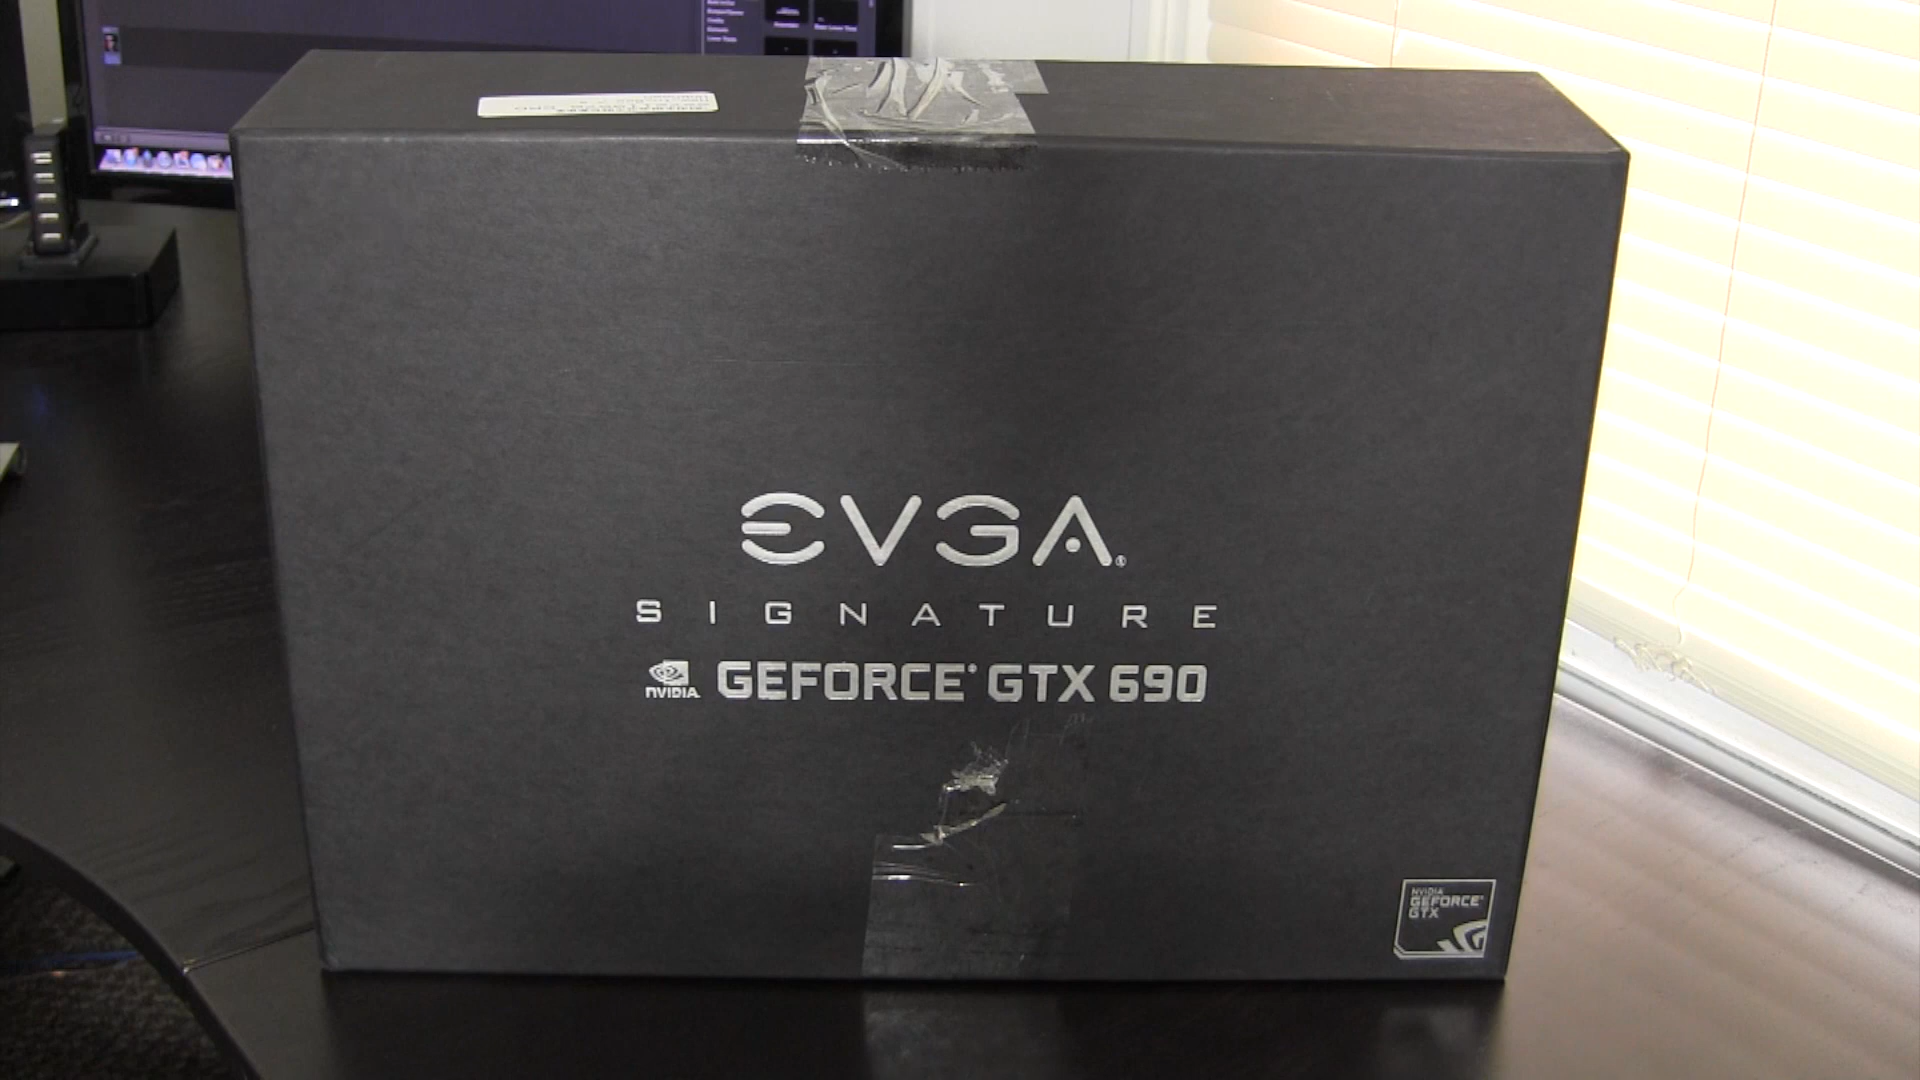 EVGA®
SIGNATURE
NVIDIA GEFORCE® GTX 690
NVIDIA
GEFORCE®
GTX